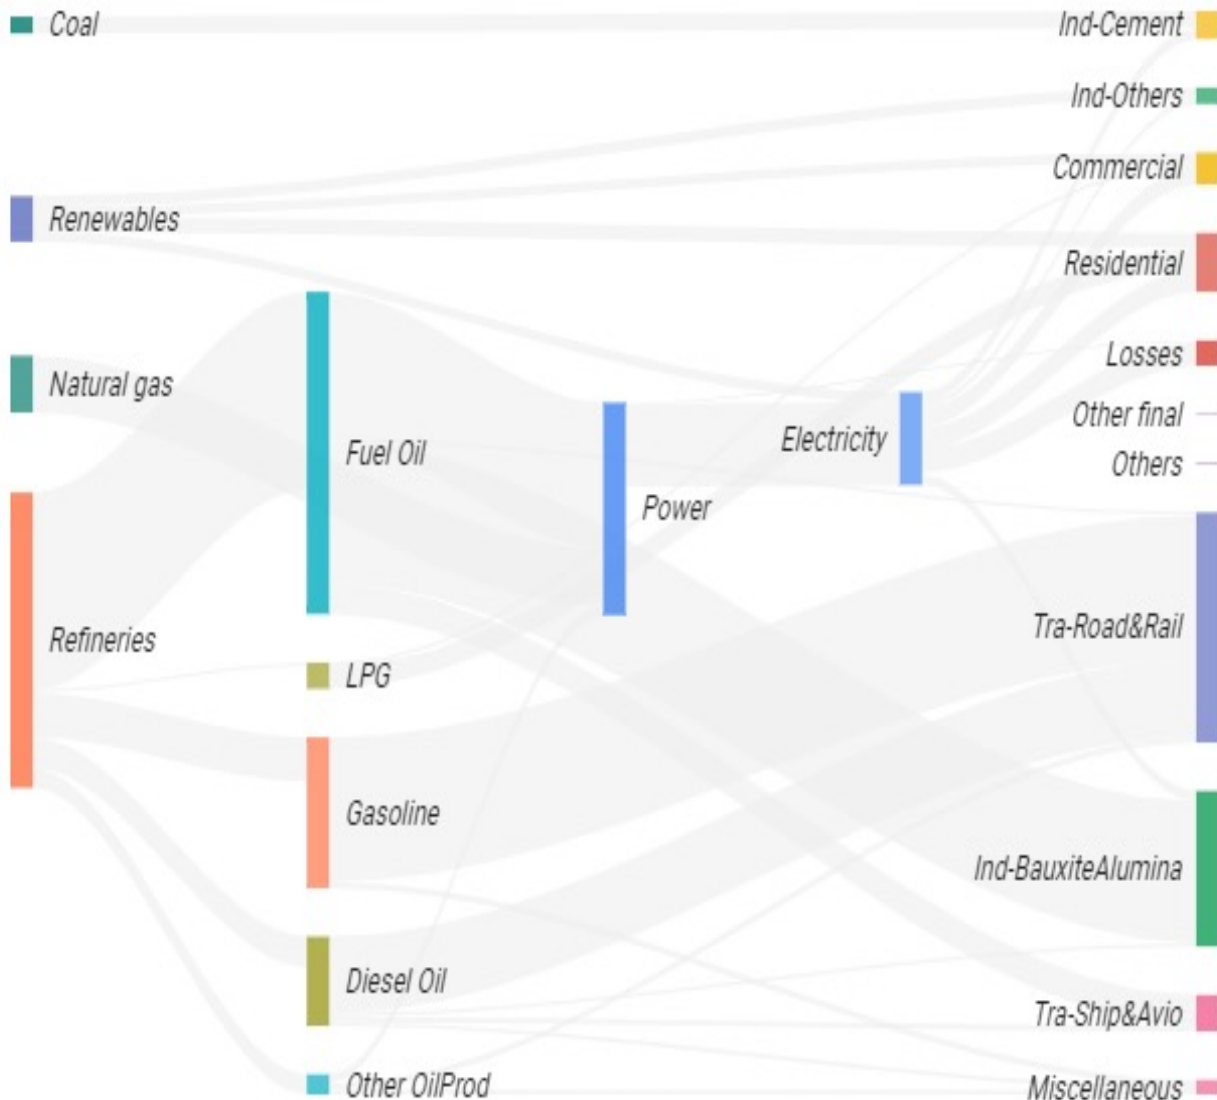 Coal
Ind-Cement
Ind-Others
Commercial
Renewables
Residential
Losses
Natural gas
Other final
Electricity
Fuel Oil
Others
Power
Tra-Road&Rail
Refineries
LPG
Gasoline
Ind-BauxiteAlumina
Diesel Oil
Tra-Ship&Avio
Other OilProd
Miscellaneous